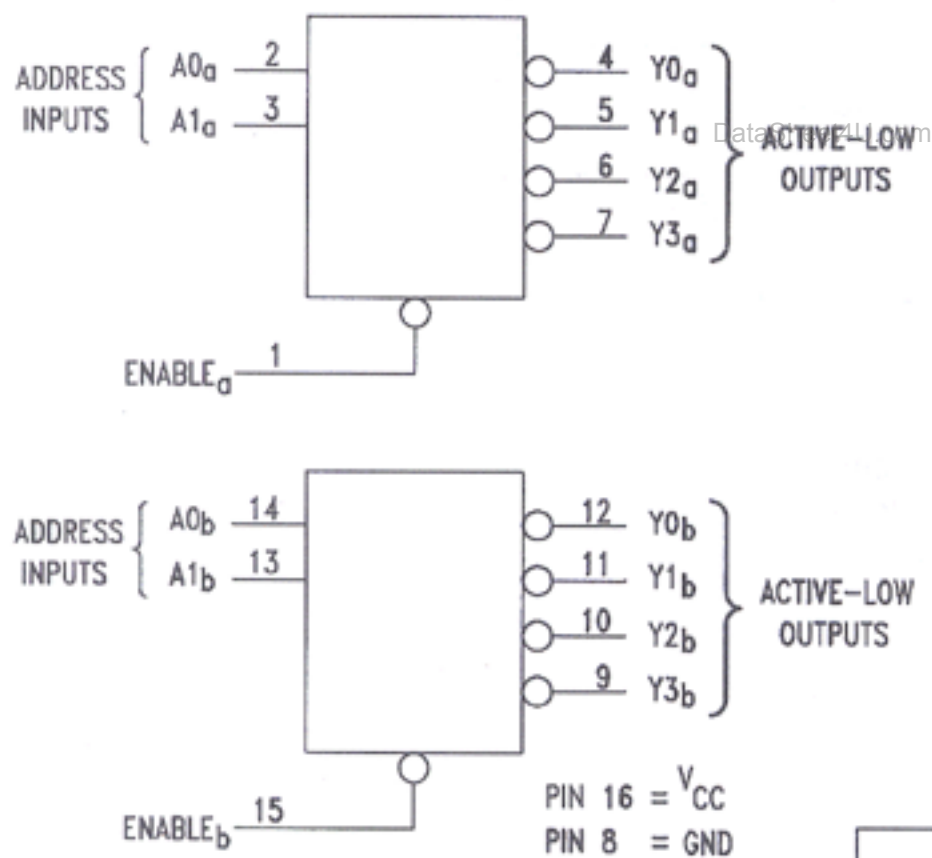 ADDRESS
INPUTS
A0a 2
A1a 3
4 Y0a
5 Y1a
6 Y2a
7 Y3a
DataSheet4U.com
ACTIVE-LOW
OUTPUTS
ENABLEa 1
ADDRESS
INPUTS
A0b 14
A1b 13
12 Y0b
11 Y1b
10 Y2b
9 Y3b
ACTIVE-LOW
OUTPUTS
ENABLEb 15
PIN 16 = VCC
PIN 8 = GND